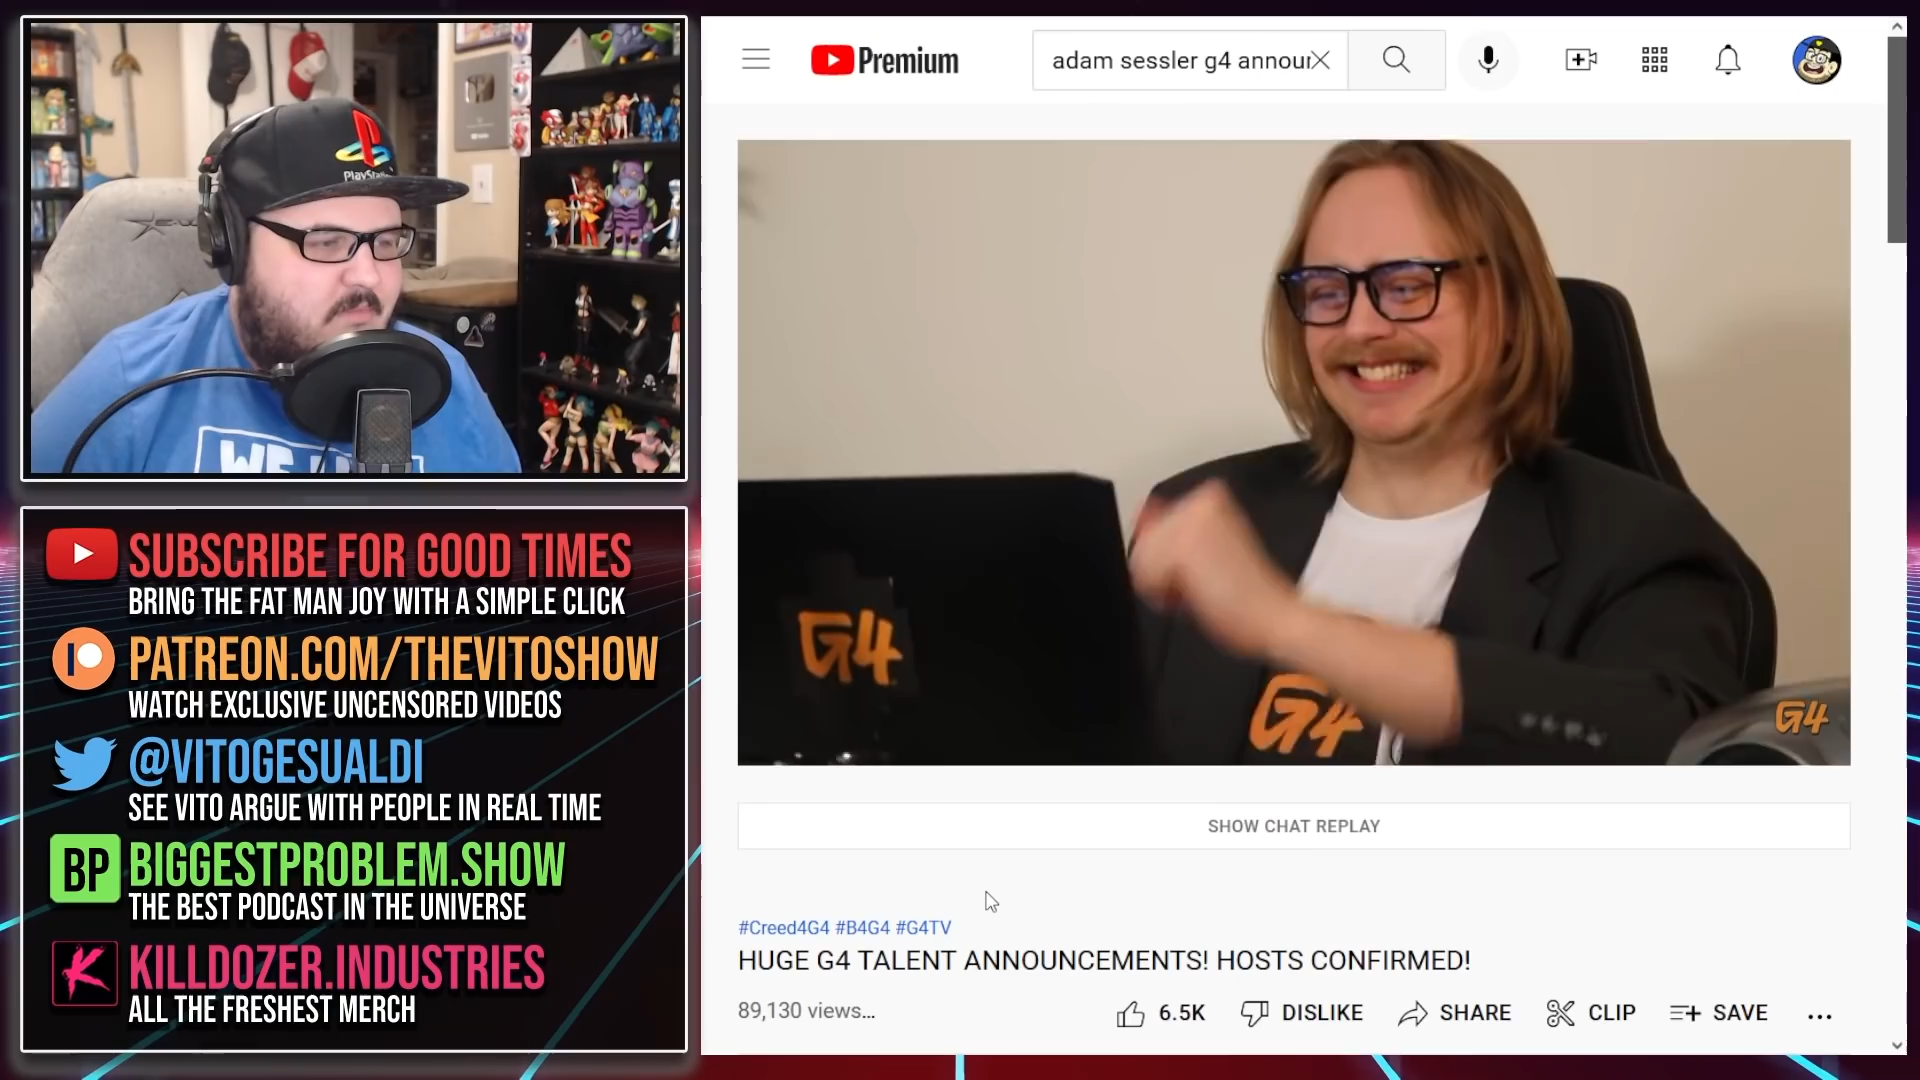 PlayStation
WE
SUBSCRIBE FOR GOOD TIMES
BRING THE FAT MAN JOY WITH A SIMPLE CLICK
PATREON.COM/THEVITOSHOW
WATCH EXCLUSIVE UNCENSORED VIDEOS
@VITOGESUALDI
SEE VITO ARGUE WITH PEOPLE IN REAL TIME
BP
BIGGESTPROBLEM.SHOW
THE BEST PODCAST IN THE UNIVERSE
K
KILLDOZER.INDUSTRIES
ALL THE FRESHEST MERCH
Premium
adam sessler g4 annour
G4
G4
G4
SHOW CHAT REPLAY
#Creed4G4 #B4G4 #G4TV
HUGE G4 TALENT ANNOUNCEMENTS! HOSTS CONFIRMED!
89,130 views...
6.5K
DISLIKE
SHARE
CLIP
SAVE